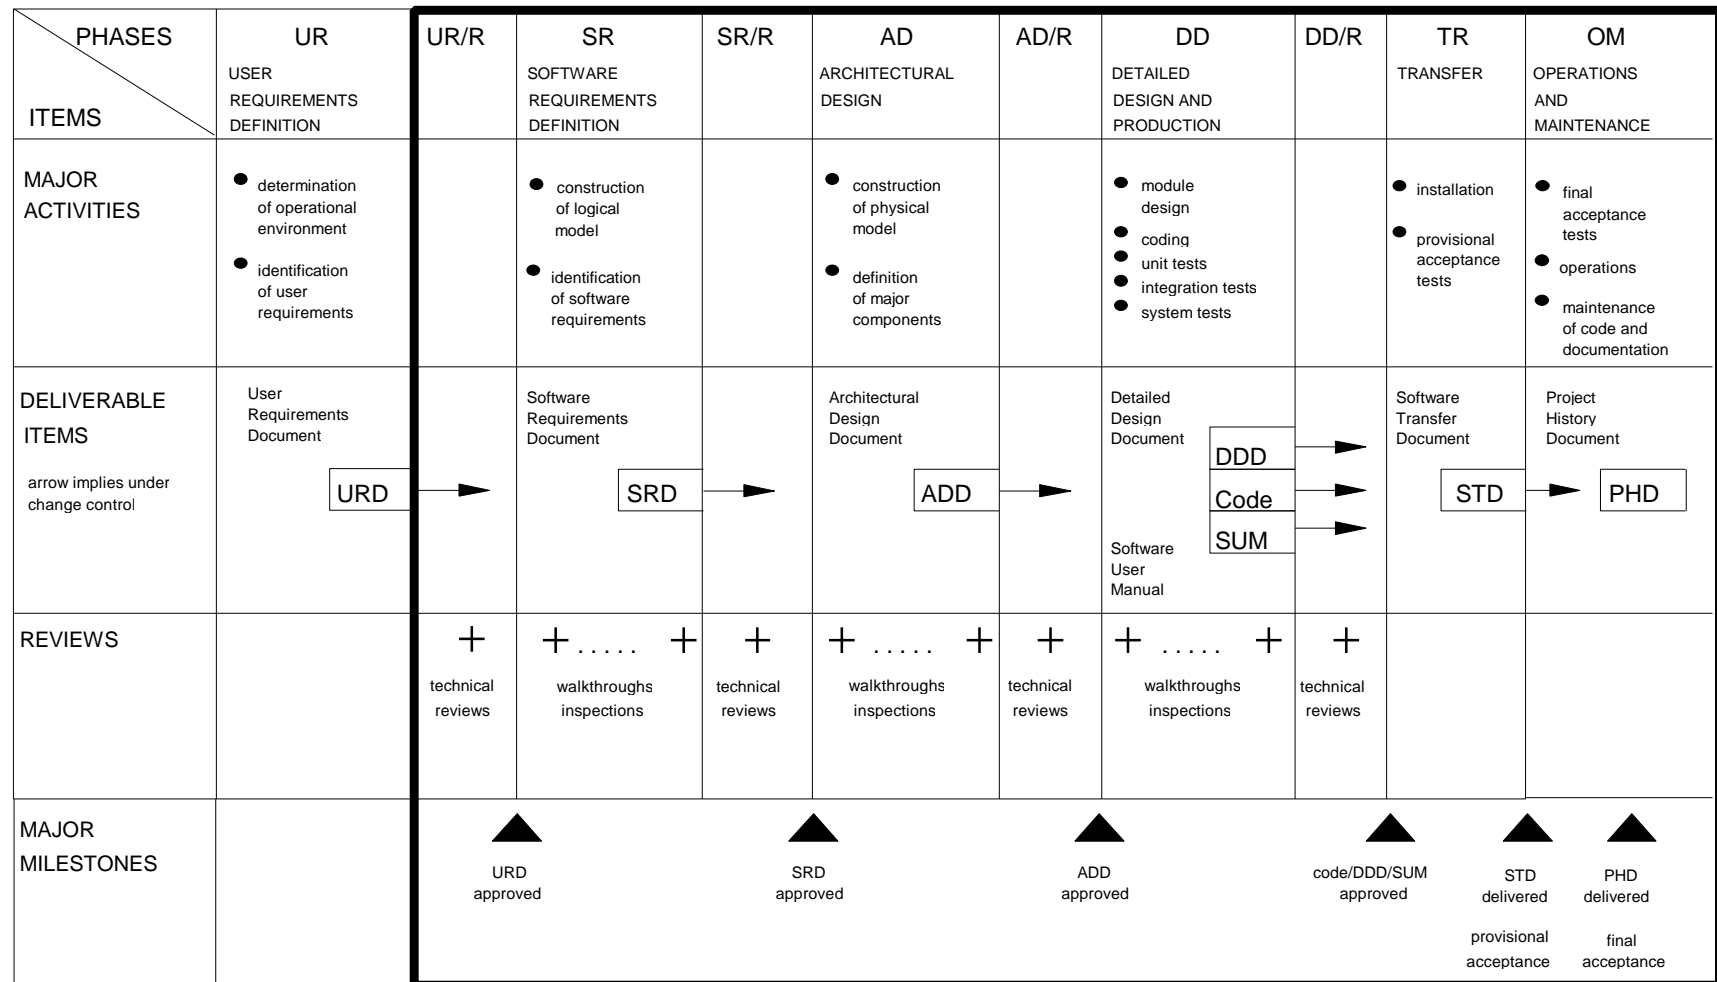 PHASES
ITEMS
UR
USER
REQUIREMENTS
DEFINITION
UR/R
SR
SOFTWARE
REQUIREMENTS
DEFINITION
SR/R
AD
ARCHITECTURAL
DESIGN
AD/R
DD
DETAILED
DESIGN AND
PRODUCTION
DD/R
TR
TRANSFER
OM
OPERATIONS
AND
MAINTENANCE
MAJOR
ACTIVITIES
determination
of operational
environment
identification
of user
requirements
construction
of logical
model
identification
of software
requirements
construction
of physical
model
definition
of major
components
module
design
coding
unit tests
integration tests
system tests
installation
provisional
acceptance
tests
final
acceptance
tests
operations
maintenance
of code and
documentation
DELIVERABLE
ITEMS
arrow implies under
change control
User
Requirements
Document
URD
Software
Requirements
Document
SRD
Architectural
Design
Document
ADD
Detailed
Design
Document
DDD
Code
SUM
Software
User
Manual
Software
Transfer
Document
STD
Project
History
Document
PHD
REVIEWS
+
technical
reviews
+ ..... +
walkthroughs
inspections
+
technical
reviews
+ ..... +
walkthroughs
inspections
+
technical
reviews
+ ..... +
walkthroughs
inspections
+
technical
reviews
MAJOR
MILESTONES
URD
approved
SRD
approved
ADD
approved
code/DDD/SUM
approved
STD
delivered
provisional
acceptance
PHD
delivered
final
acceptance